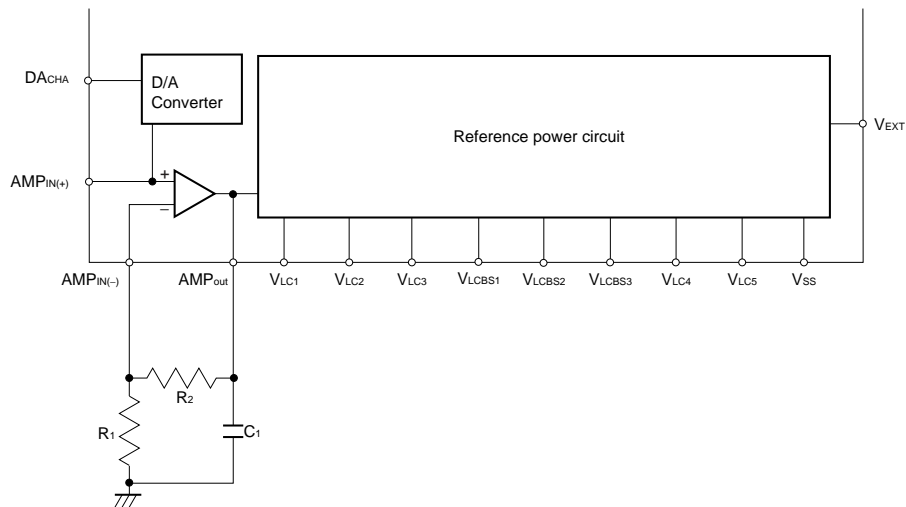 DACHA
D/A
Converter
Reference power circuit
VEXT
AMPIN(+)
+
–
AMPIN(–)
AMPout
VLC1
VLC2
VLC3
VLCBS1
VLCBS2
VLCBS3
VLC4
VLC5
VSS
R2
R1
C1